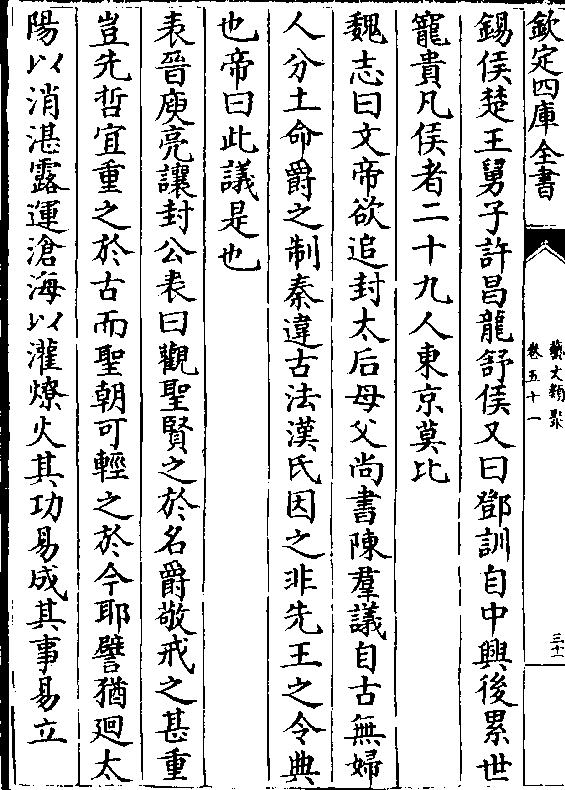 欽定四庫全書
藝文類聚
卷五十一
三十一
錫侯楚王舅子許昌龍舒侯又曰鄧訓自中興後累世
寵貴凡侯者二十九人東京莫比
魏志曰文帝欲追封太后母父尚書陳羣議自古無婦
人分土命爵之制秦違古法漢氏因之非先王之令典
也帝曰此議是也
表晉庾亮讓封公表曰觀聖賢之於名爵敬戒之甚重
豈先哲宜重之於古而聖朝可輕之於今耶譬猶迴太
陽以消湛露運滄海以灌燎火其功易成其事易立